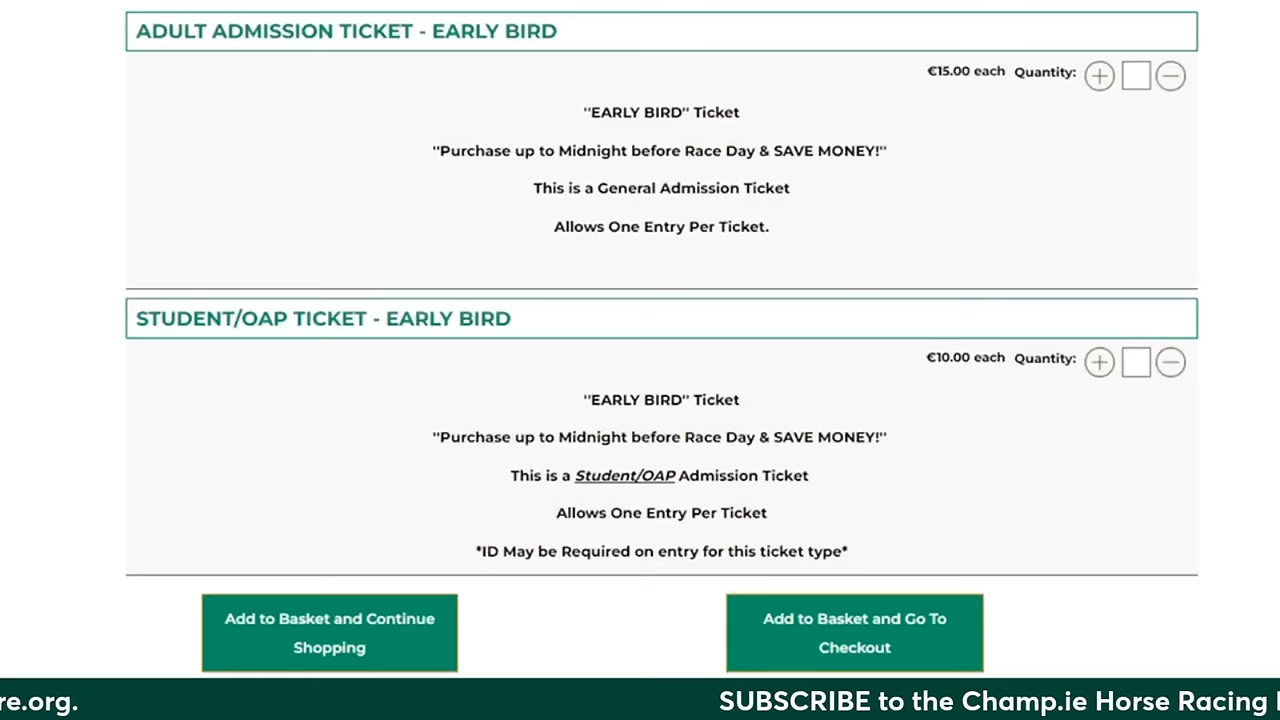 ADULT ADMISSION TICKET - EARLY BIRD
€15.00 each Quantity:
"EARLY BIRD" Ticket
"Purchase up to Midnight before Race Day & SAVE MONEY!"
This is a General Admission Ticket
Allows One Entry Per Ticket.
STUDENT/OAP TICKET - EARLY BIRD
€10.00 each Quantity:
"EARLY BIRD" Ticket
"Purchase up to Midnight before Race Day & SAVE MONEY!"
This is a Student/OAP Admission Ticket
Allows One Entry Per Ticket
*ID May be Required on entry for this ticket type*
Add to Basket and Continue
Shopping
Add to Basket and Go To
Checkout
re.org. SUBSCRIBE to the Champ.ie Horse Racing